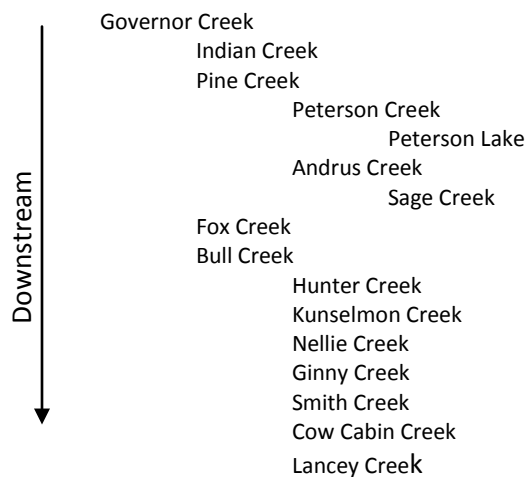 Governor Creek
Indian Creek
Pine Creek
Peterson Creek
Peterson Lake
Andrus Creek
Sage Creek
Fox Creek
Bull Creek
Hunter Creek
Kunselmon Creek
Nellie Creek
Ginny Creek
Smith Creek
Cow Cabin Creek
Lancey Creek
Downstream